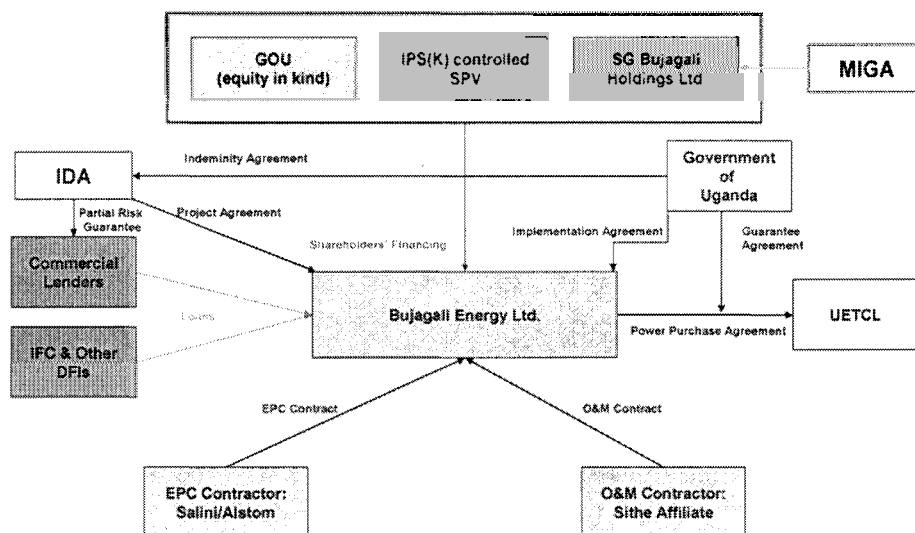 GOU
(equity in kind)
IPS(K) controlled
SPV
SG Bujagali
Holdings Ltd
MIGA
Indeminity Agreement
IDA
Government
of
Uganda
Partial Risk
Guarantee
Project Agreement
Shareholders' Financing
Implementation Agreement
Guarantee
Agreement
Commercial
Lenders
Loans
Bujagali Energy Ltd.
Power Purchase Agreement
UETCL
IFC & Other
DFIs
EPC Contract
O&M Contract
EPC Contractor:
Salini/Alstom
O&M Contractor:
Sithe Affiliate